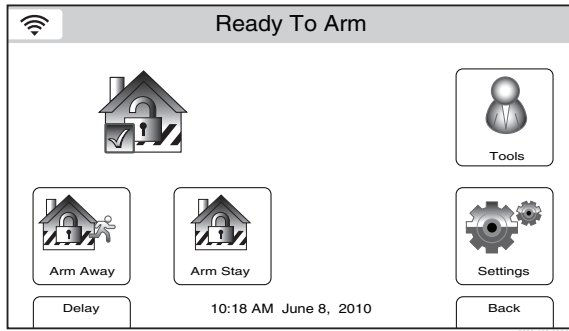 Ready To Arm
Tools
Arm Away
Arm Stay
Settings
Delay
10:18 AM June 8, 2010
Back